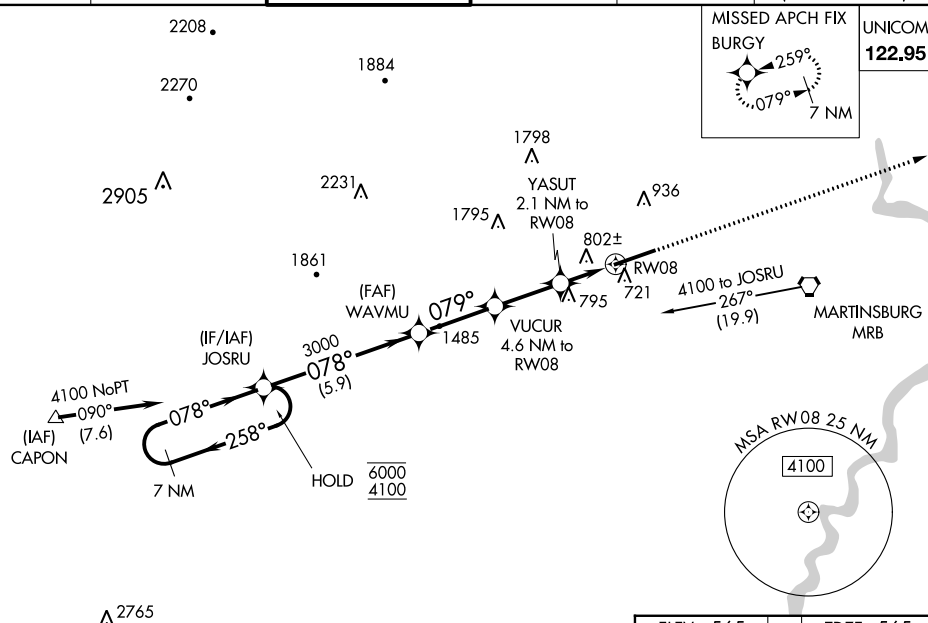 MISSED APCH FIX
BURGY
259°
079°
7 NM
UNICOM
122.95
2208
2270
1884
2905
2231
1798
1795
YASUT
2.1 NM to
RW08
936
802±
RW08
795
721
1861
4100 to JOSRU
267°
(19.9)
MARTINSBURG
MRB
(FAF)
WAVMU
079°
1485
VUCUR
4.6 NM to
RW08
(IF/IAF)
JOSRU
3000
078°
(5.9)
4100 NoPT
090°
(7.6)
(IAF)
CAPON
078°
258°
7 NM
HOLD
6000
4100
MSA RW08 25 NM
4100
2765